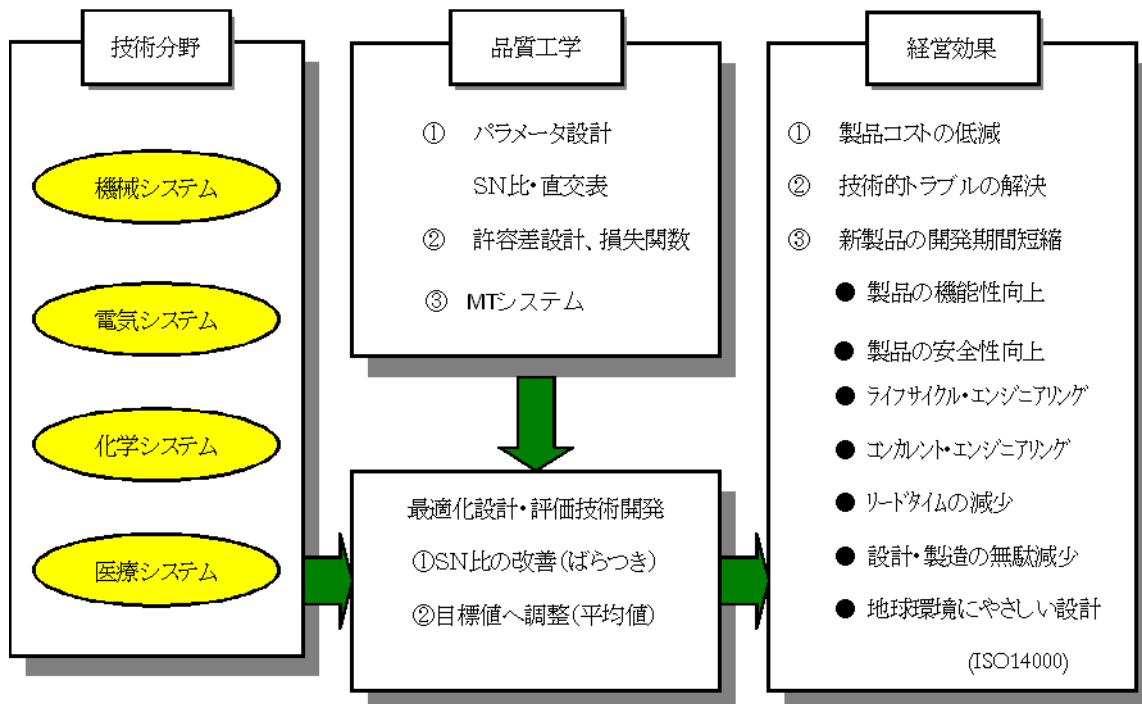 技術分野
機械システム
電気システム
化学システム
医療システム
品質工学
① パラメータ設計
SN比・直交表
② 許容差設計、損失関数
③ MTシステム
最適化設計・評価技術開発
①SN比の改善(ばらつき)
②目標値へ調整(平均値)
経営効果
① 製品コストの低減
② 技術的トラブルの解決
③ 新製品の開発期間短縮
● 製品の機能性向上
● 製品の安全性向上
● ライフサイクル・エンジニアリング
● コンカレント・エンジニアリング
● リードタイムの減少
● 設計・製造の無駄減少
● 地球環境にやさしい設計
(ISO14000)